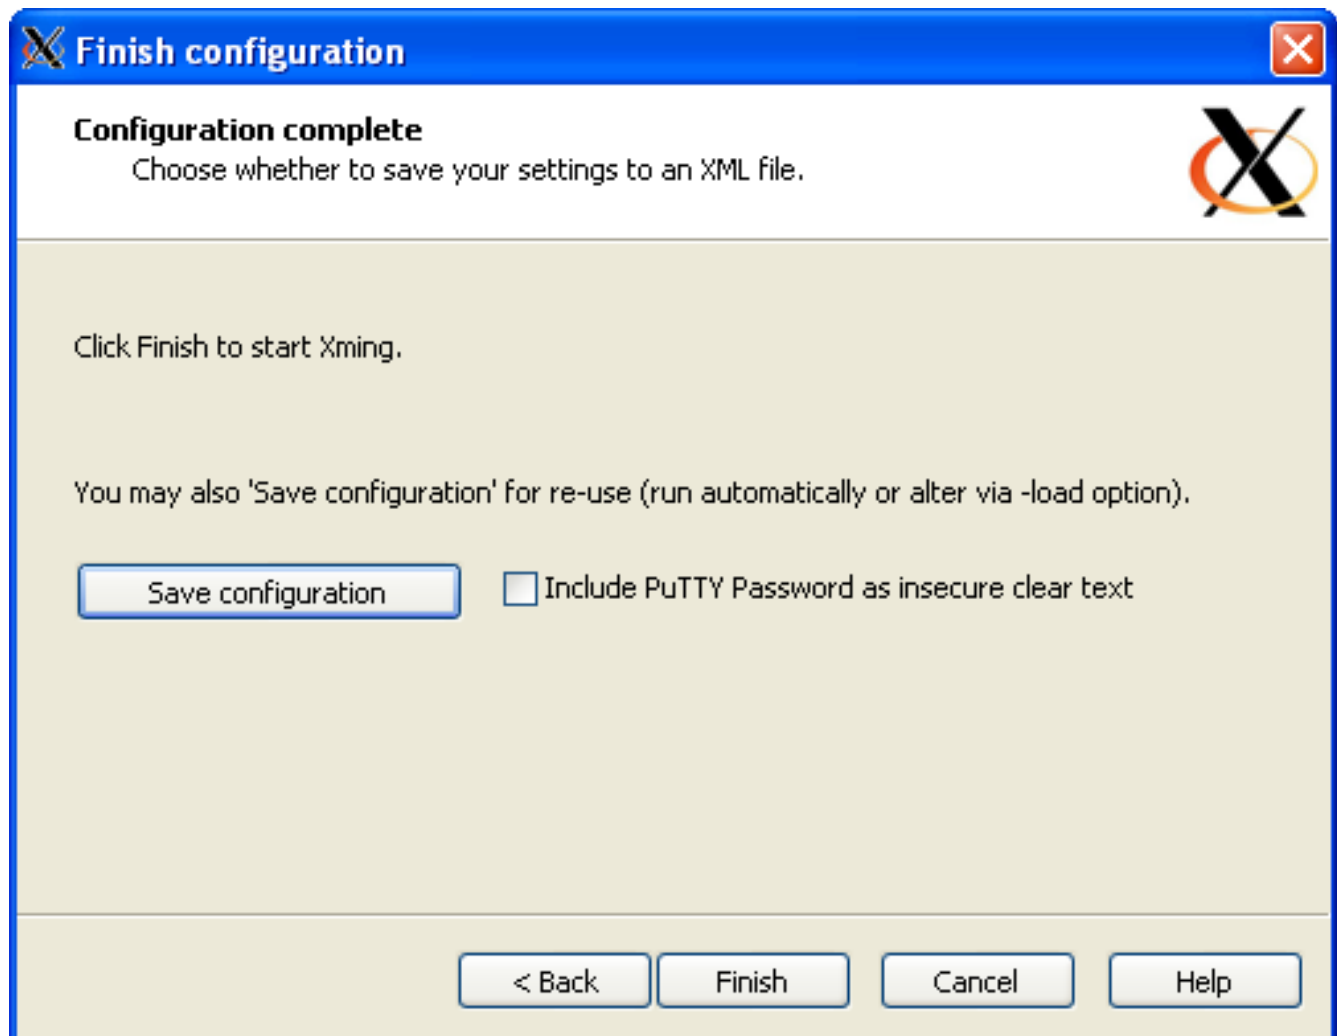 Finish configuration
Configuration complete
Choose whether to save your settings to an XML file.
Click Finish to start Xming.
You may also 'Save configuration' for re-use (run automatically or alter via -load option).
Save configuration
Include PuTTY Password as insecure clear text
< Back
Finish
Cancel
Help